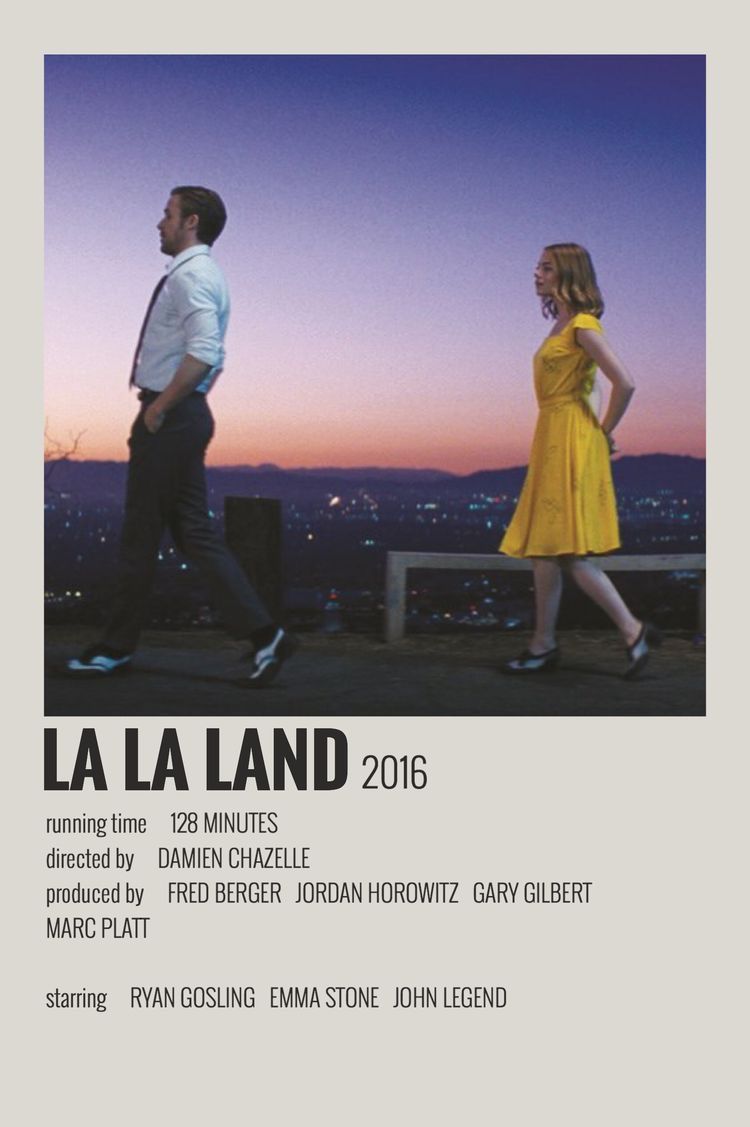 LA LA LAND 2016
running time 128 MINUTES
directed by DAMIEN CHAZELLE
produced by FRED BERGER JORDAN HOROWITZ GARY GILBERT
MARC PLATT
starring RYAN GOSLING EMMA STONE JOHN LEGEND